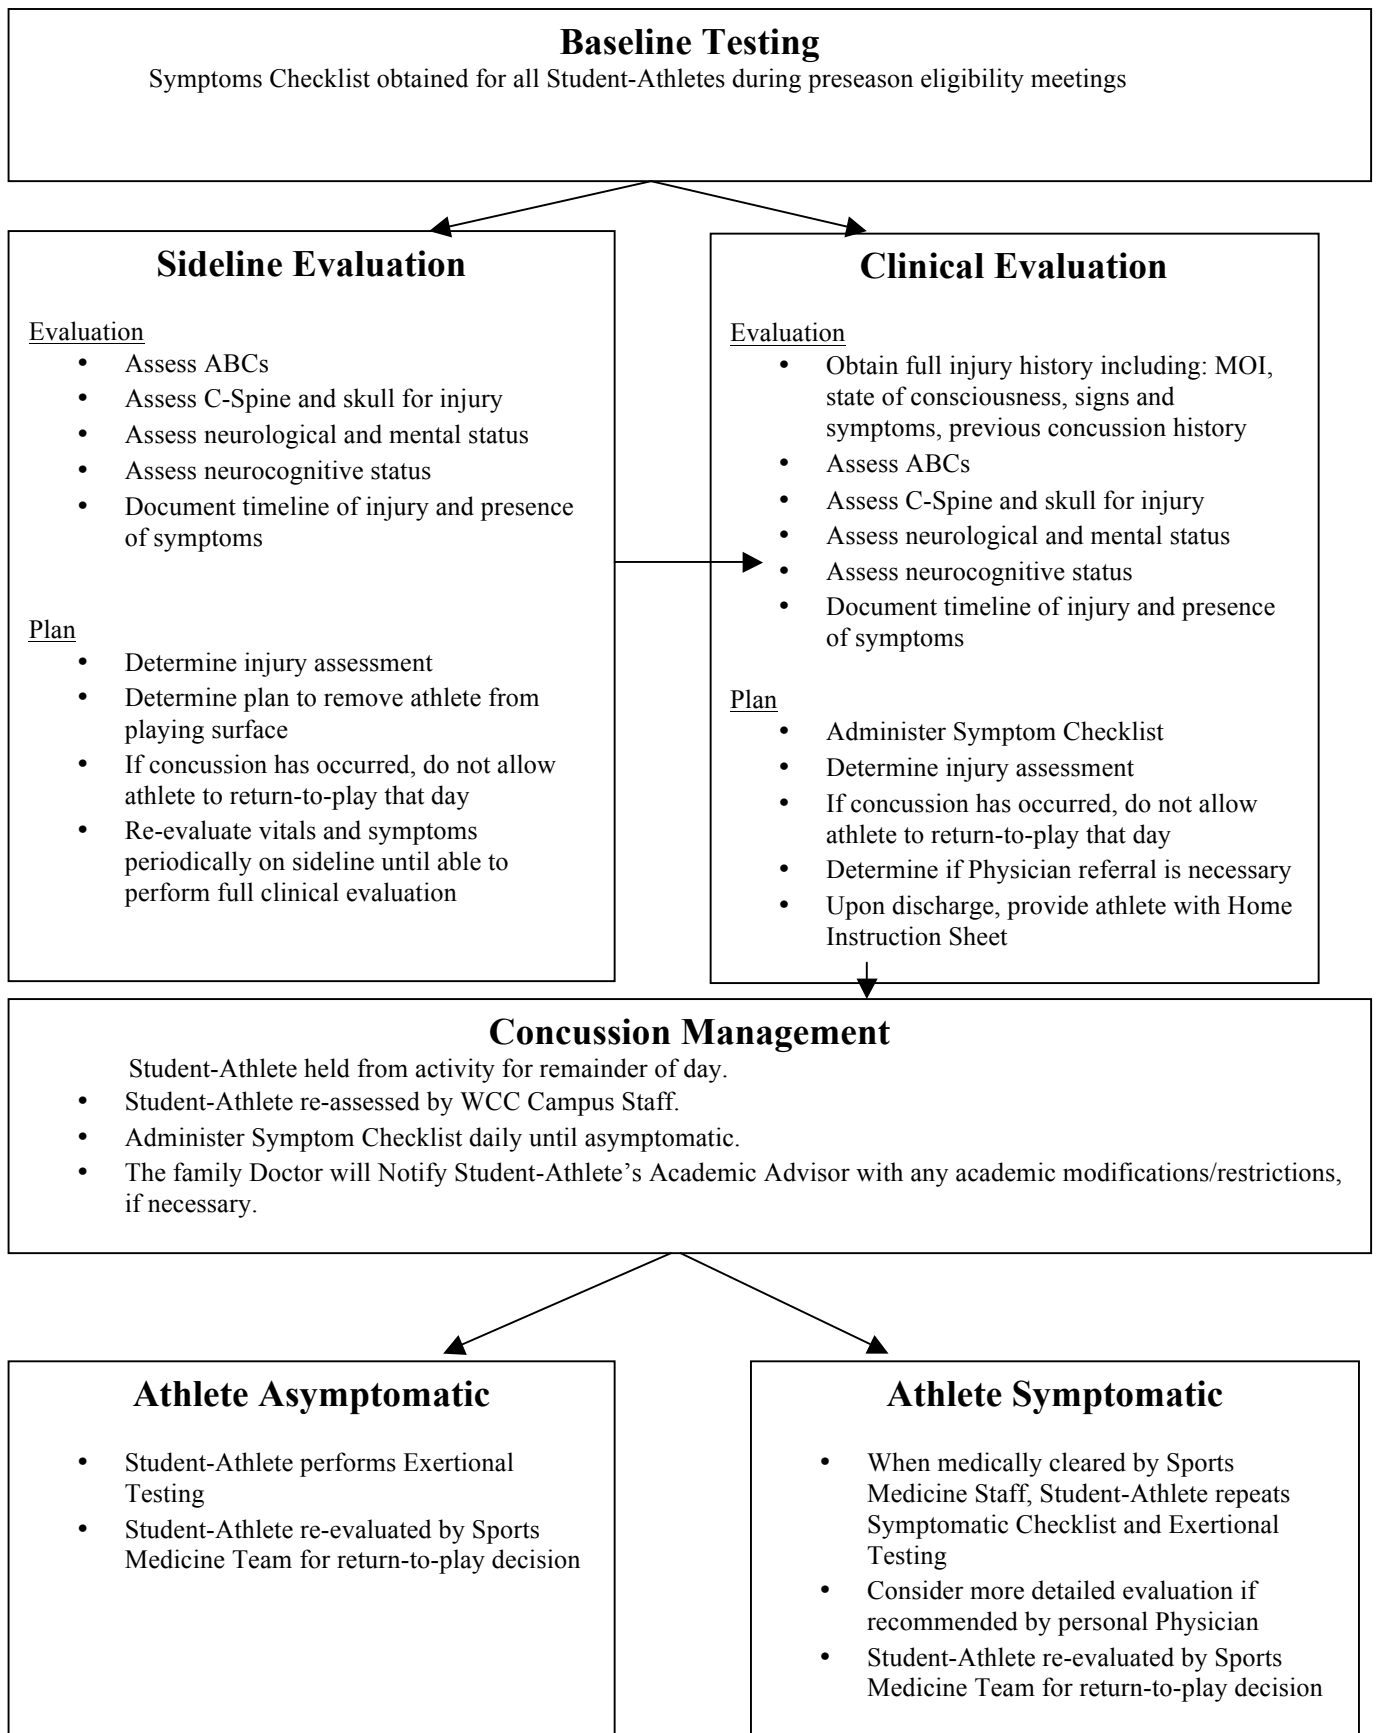 Baseline Testing
Symptoms Checklist obtained for all Student-Athletes during preseason eligibility meetings
Sideline Evaluation
Evaluation
• Assess ABCs
• Assess C-Spine and skull for injury
• Assess neurological and mental status
• Assess neurocognitive status
• Document timeline of injury and presence
of symptoms
Plan
• Determine injury assessment
• Determine plan to remove athlete from
playing surface
• If concussion has occurred, do not allow
athlete to return-to-play that day
• Re-evaluate vitals and symptoms
periodically on sideline until able to
perform full clinical evaluation
Clinical Evaluation
Evaluation
• Obtain full injury history including: MOI,
state of consciousness, signs and
symptoms, previous concussion history
• Assess ABCs
• Assess C-Spine and skull for injury
• Assess neurological and mental status
• Assess neurocognitive status
• Document timeline of injury and presence
of symptoms
Plan
• Administer Symptom Checklist
• Determine injury assessment
• If concussion has occurred, do not allow
athlete to return-to-play that day
• Determine if Physician referral is necessary
• Upon discharge, provide athlete with Home
Instruction Sheet
Concussion Management
Student-Athlete held from activity for remainder of day.
• Student-Athlete re-assessed by WCC Campus Staff.
• Administer Symptom Checklist daily until asymptomatic.
• The family Doctor will Notify Student-Athlete's Academic Advisor with any academic modifications/restrictions,
if necessary.
Athlete Asymptomatic
• Student-Athlete performs Exertional
Testing
• Student-Athlete re-evaluated by Sports
Medicine Team for return-to-play decision
Athlete Symptomatic
• When medically cleared by Sports
Medicine Staff, Student-Athlete repeats
Symptomatic Checklist and Exertional
Testing
• Consider more detailed evaluation if
recommended by personal Physician
• Student-Athlete re-evaluated by Sports
Medicine Team for return-to-play decision